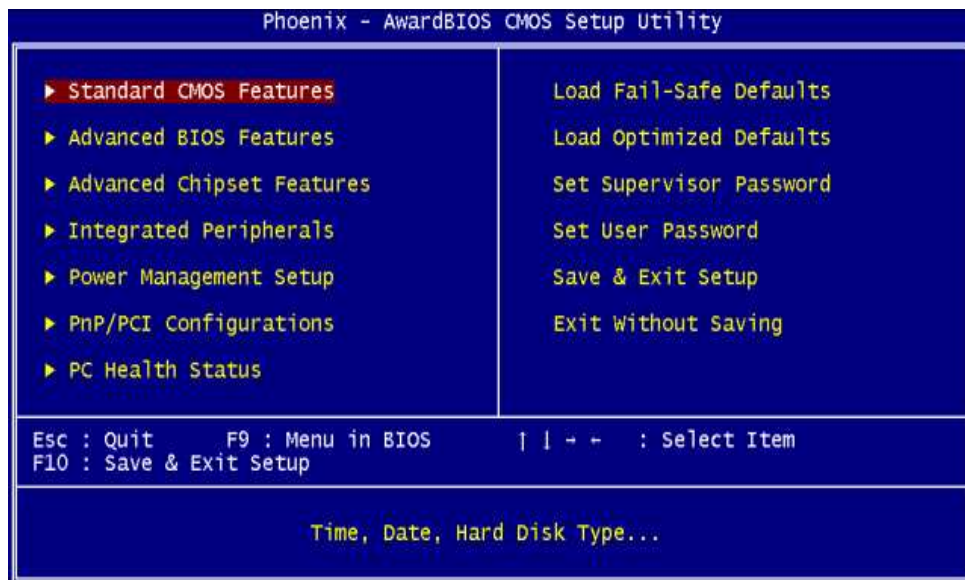 Phoenix - AwardBIOS CMOS Setup Utility
▶ Standard CMOS Features
▶ Advanced BIOS Features
▶ Advanced Chipset Features
▶ Integrated Peripherals
▶ Power Management Setup
▶ PnP/PCI Configurations
▶ PC Health Status
Load Fail-Safe Defaults
Load Optimized Defaults
Set Supervisor Password
Set User Password
Save & Exit Setup
Exit Without Saving
Esc : Quit F9 : Menu in BIOS ↑ ↓ → ← : Select Item
F10 : Save & Exit Setup
Time, Date, Hard Disk Type...